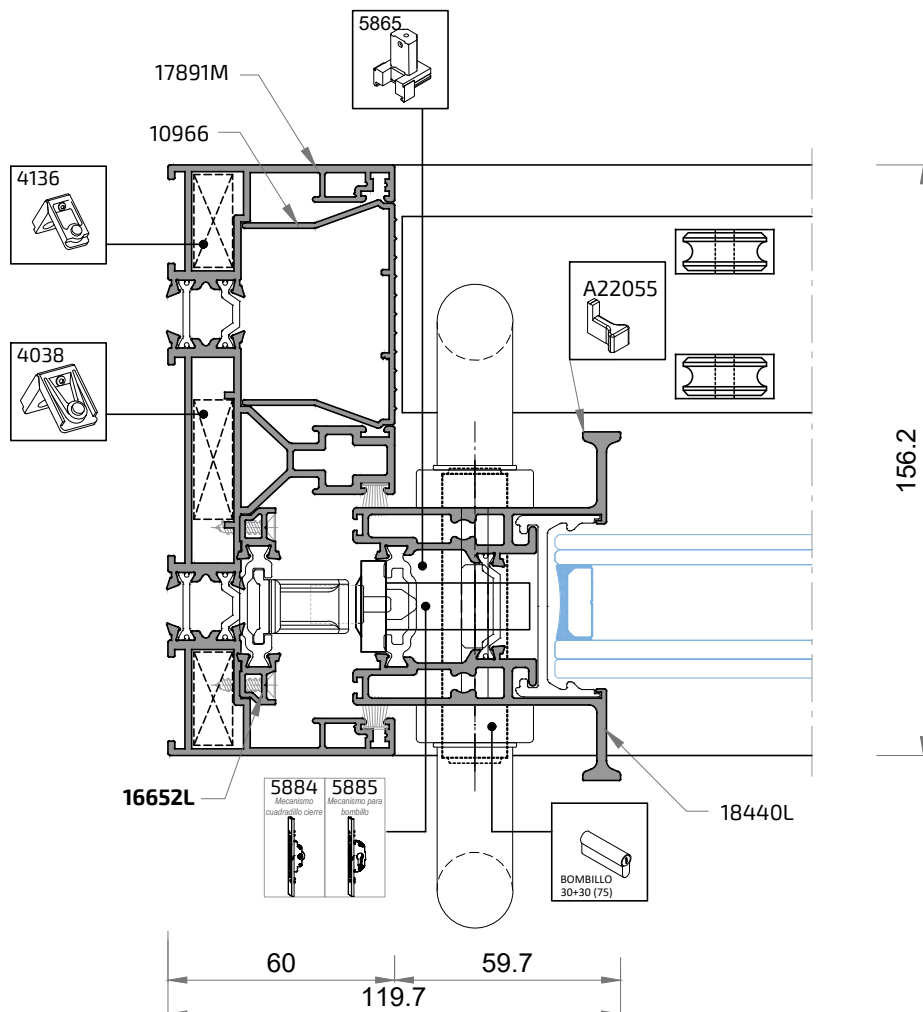 5865
17891M
10966
4136
A22055
4038
156.2
16652L
5884
Mecanismo
cuadradillo cierre
5885
Mecanismo para
bombillo
18440L
BOMBILLO
30+30 (75)
60
59.7
119.7